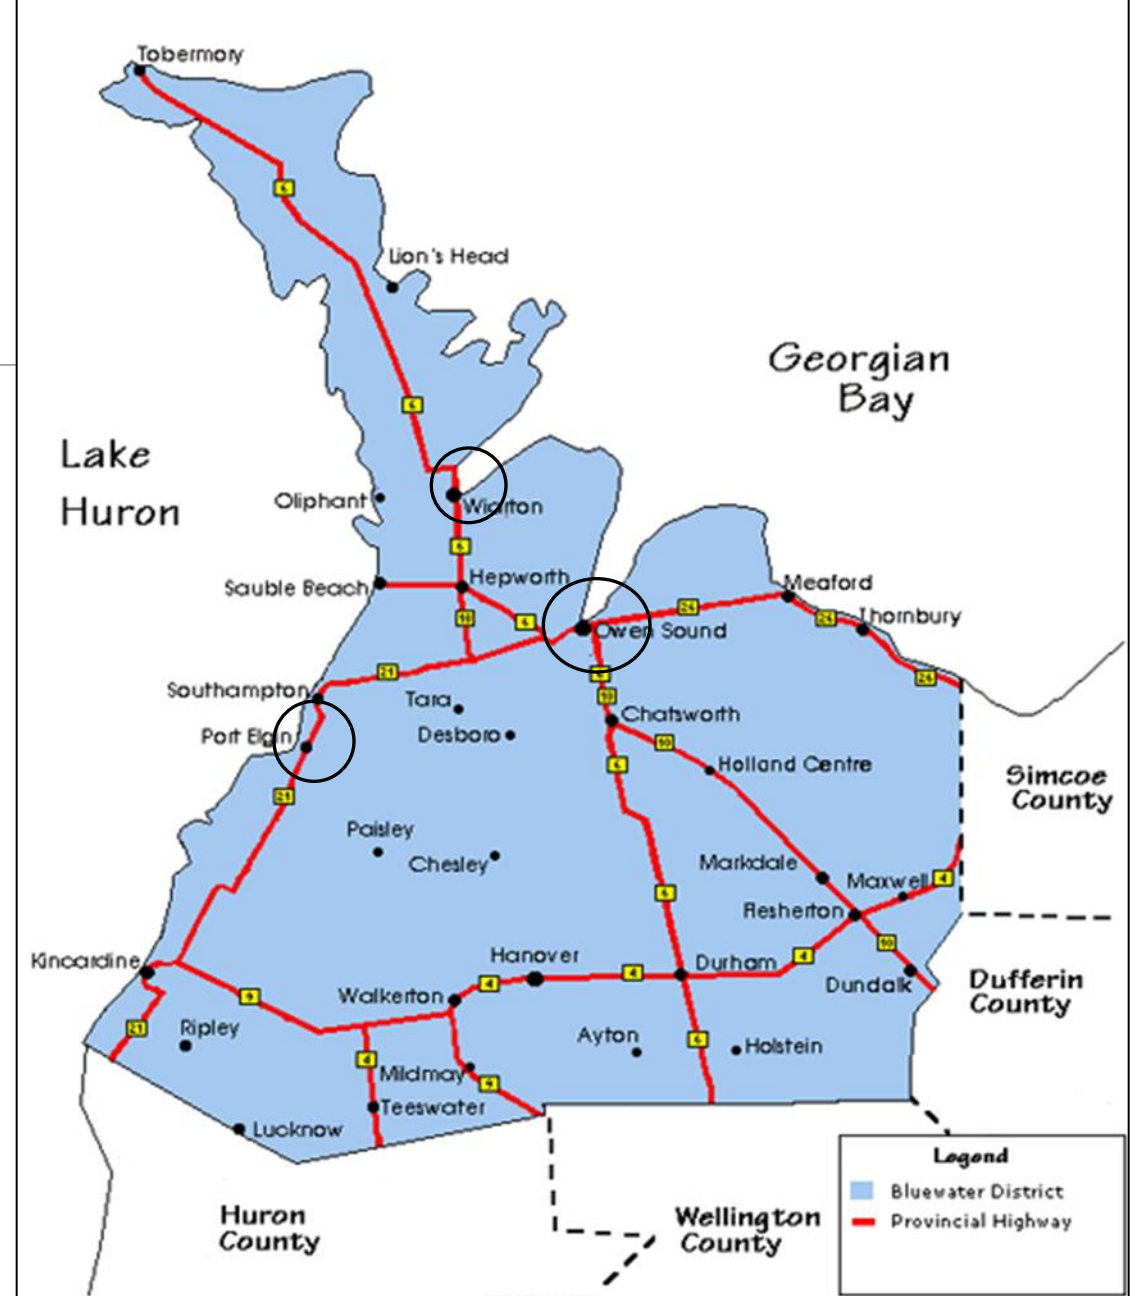 Tobermory
6
Lion's Head
Georgian
Bay
6
Lake
Huron
Oliphant
Wiarton
6
Sauble Beach
Hepworth
Meaford
10
6
26
26
Thornbury
Owen Sound
21
6
26
Southampton
10
Tara
Chatsworth
Port Elgin
Desboro
10
6
Holland Centre
Simcoe
County
21
Paisley
Chesley
Markdale
Maxwell
4
6
Flesherton
10
Kincardine
Hanover
4
Durham
4
4
Dundalk
Dufferin
County
9
Walkerton
21
Ripley
Ayton
6
Holstein
4
Mildmay
9
Teeswater
Lucknow
Legend
Bluewater District
Provincial Highway
Huron
County
Wellington
County